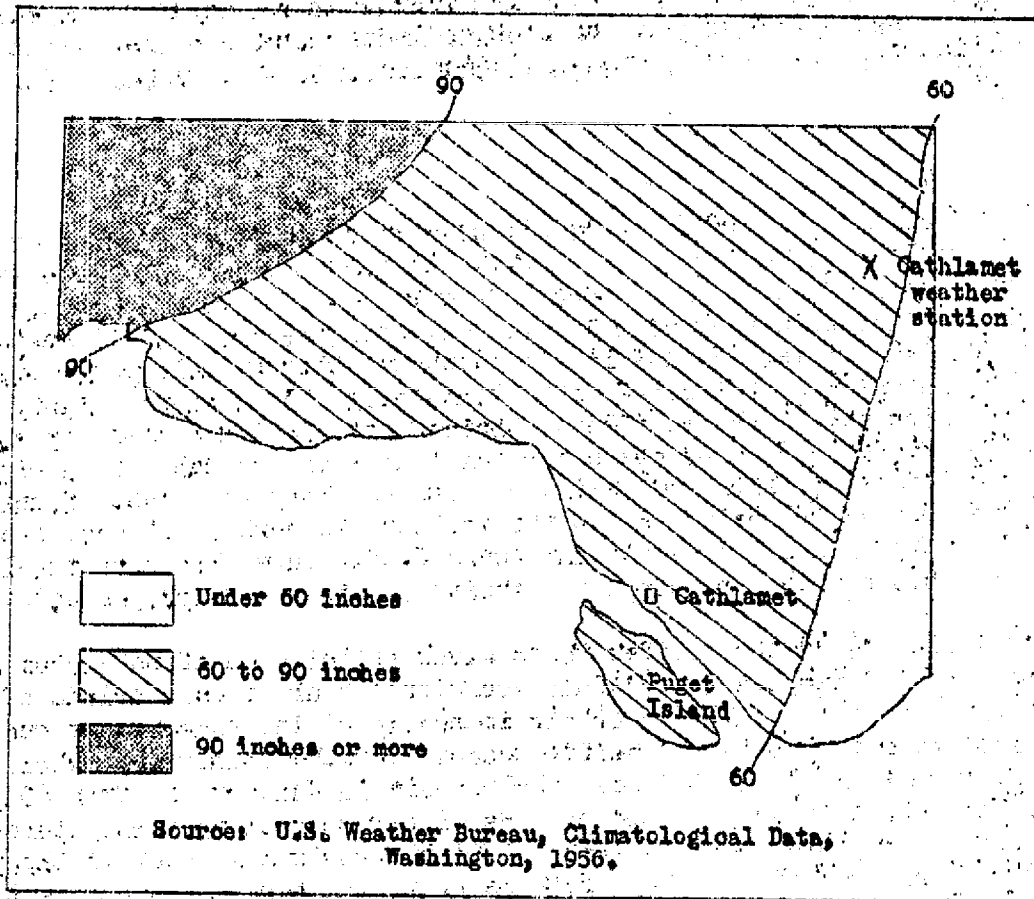 90
60
X Cathlamet
weather
station
90
Under 60 inches
Cathlamet
60 to 90 inches
Puget
Island
90 inches or more
60
Source: U.S. Weather Bureau, Climatological Data,
Washington, 1956.